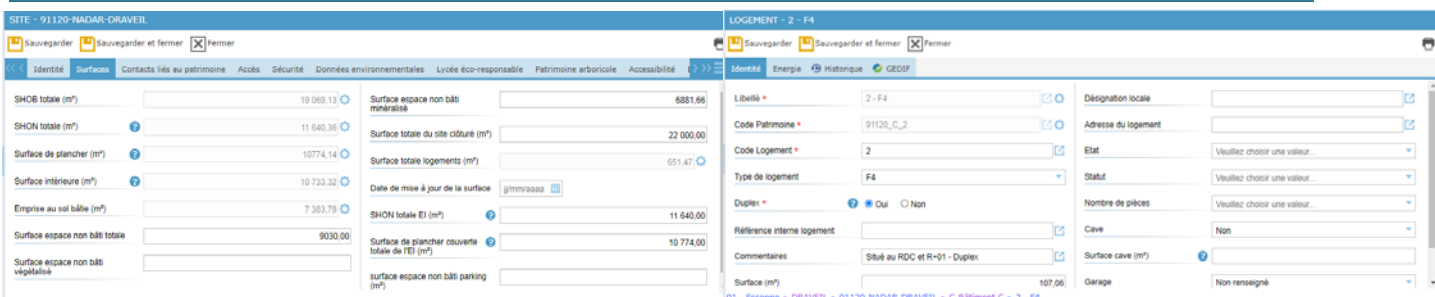 SITE - 91120-NADAR-DRAVEIL
Sauvegarder Sauvegarder et fermer Fermer
Identité Surfaces Contacts liés au patrimoine Accès Sécurité Données environnementales Lycée éco-responsable Patrimoine arboricole Accessibilité
SHOB totale (m²) 19 069,13
SHON totale (m²) 11 640,36
Surface de plancher (m²) 10774,14
Surface intérieure (m²) 10 733,32
Emprise au sol bâtie (m²) 7 383,79
Surface espace non bâti totale 9030,00
Surface espace non bâti
végétalisé
Surface espace non bâti
minéralisé 6881,66
Surface totale du site clôturé (m²) 22 000,00
Surface totale logements (m²) 651,47
Date de mise à jour de la surface jj/mm/aaaa
SHON totale EI (m²) 11 640,00
Surface de plancher couverte
totale de l'EI (m²) 10 774,00
surface espace non bâti parking
(m²)
LOGEMENT - 2 - F4
Sauvegarder Sauvegarder et fermer Fermer
Identité Energie Historique GEDIF
Libellé * 2 - F4
Code Patrimoine * 91120_C_2
Code Logement * 2
Type de logement F4
Duplex * Oui Non
Référence interne logement
Commentaires Situé au RDC et R+01 - Duplex
Surface (m²) 107,06
Désignation locale
Adresse du logement
Etat Veuillez choisir une valeur...
Statut Veuillez choisir une valeur...
Nombre de pièces Veuillez choisir une valeur...
Cave Non
Surface cave (m²)
Garage Non renseigné
91 - Essonne - DRAVEIL - 91120-NADAR-DRAVEIL - C-Bâtiment C - 2 - F4